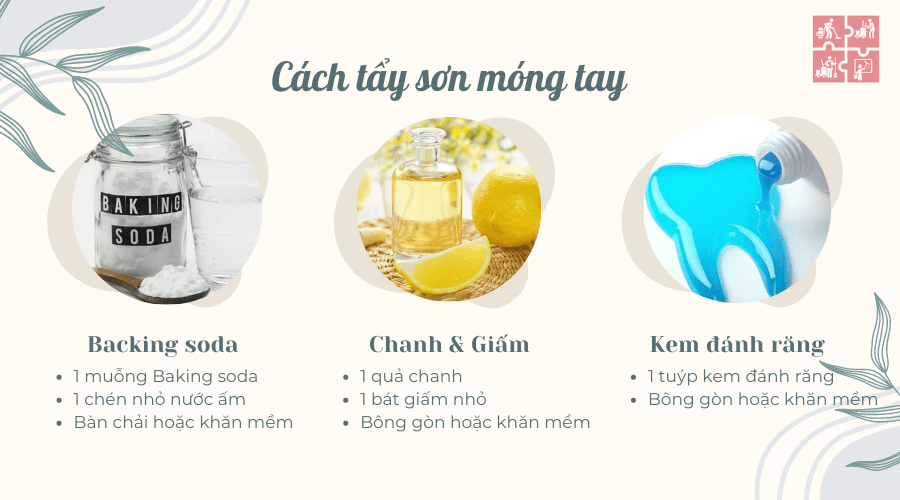 Cách tẩy sơn móng tay
BAKING
SODA
Backing soda
1 muỗng Baking soda
1 chén nhỏ nước ấm
Bàn chải hoặc khăn mềm
Chanh & Giấm
1 quả chanh
1 bát giấm nhỏ
Bông gòn hoặc khăn mềm
Kem đánh răng
1 tuýp kem đánh răng
Bông gòn hoặc khăn mềm